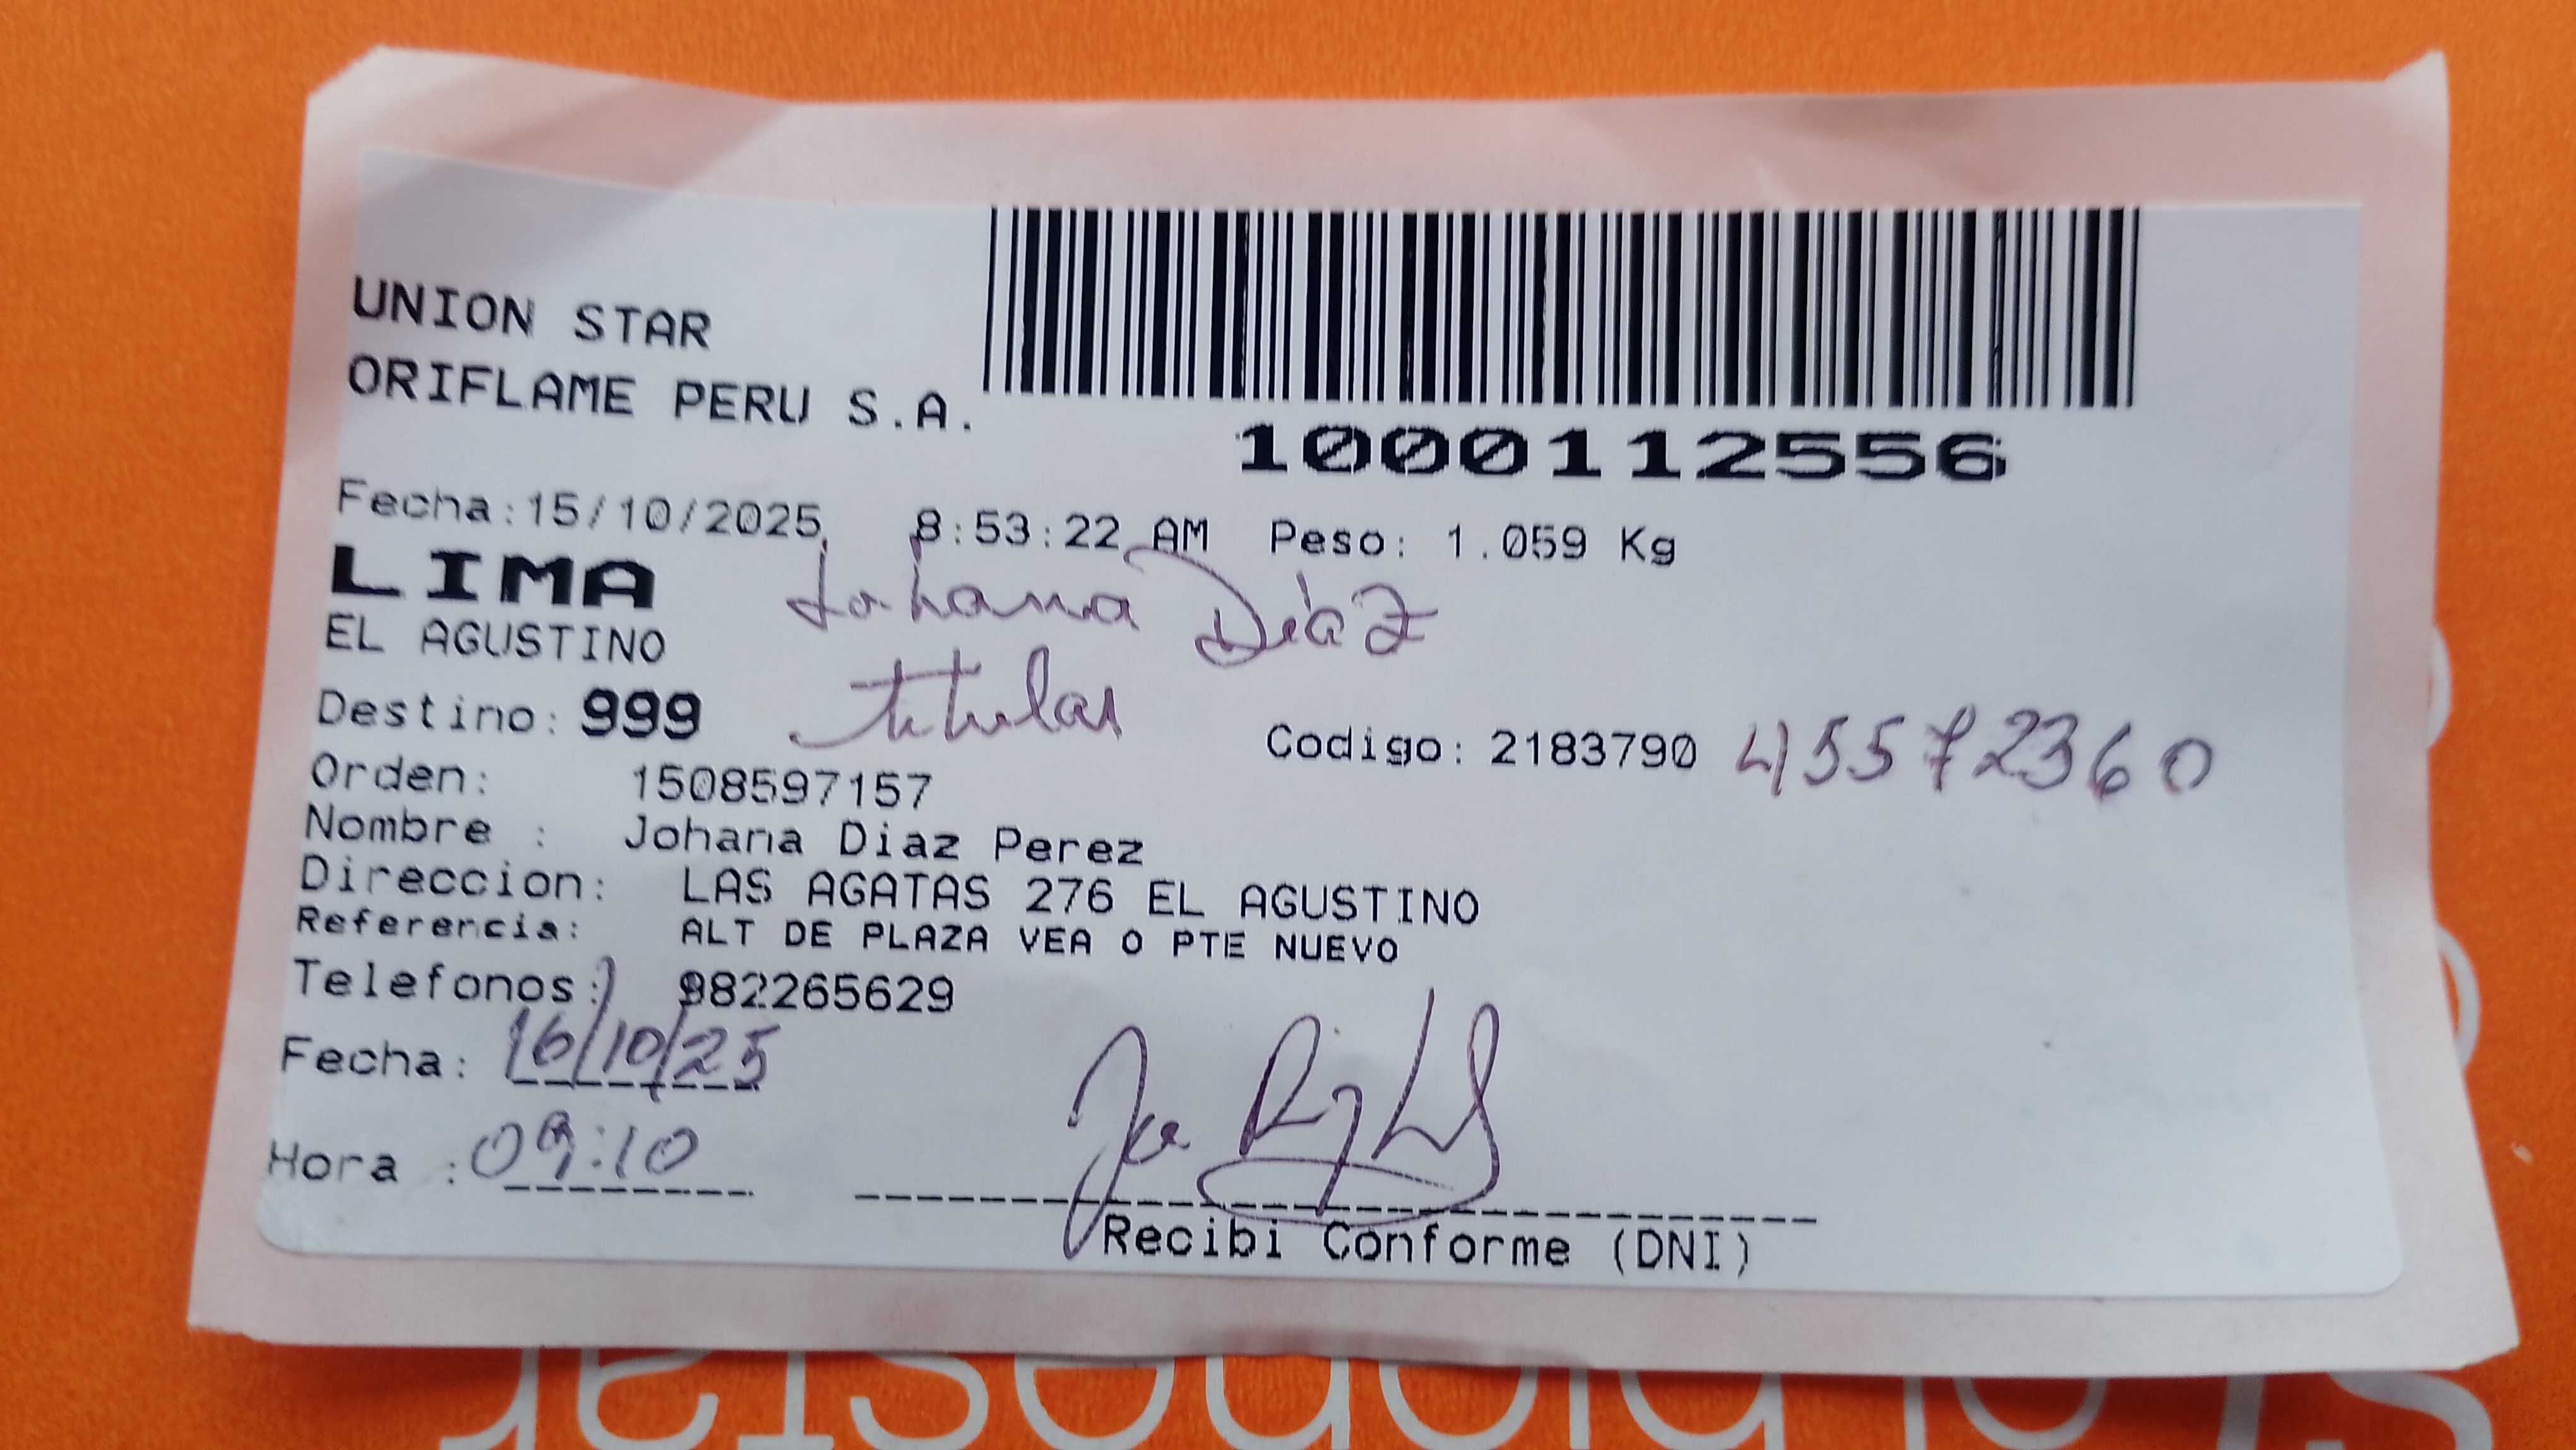 UNION STAR
ORIFLAME PERU S.A.
1000112556
Fecha:15/10/2025, 8:53:22 AM Peso: 1.059 Kg
LIMA
EL AGUSTINO
Johana Diaz
titular
Destino: 999
Codigo: 2183790 45572360
Orden: 1508597157
Nombre : Johana Diaz Perez
Direccion: LAS AGATAS 276 EL AGUSTINO
Referencia: ALT DE PLAZA VEA O PTE NUEVO
Telefonos: 982265629
Fecha: 16/10/25
Hora :09:10
Recibi Conforme (DNI)